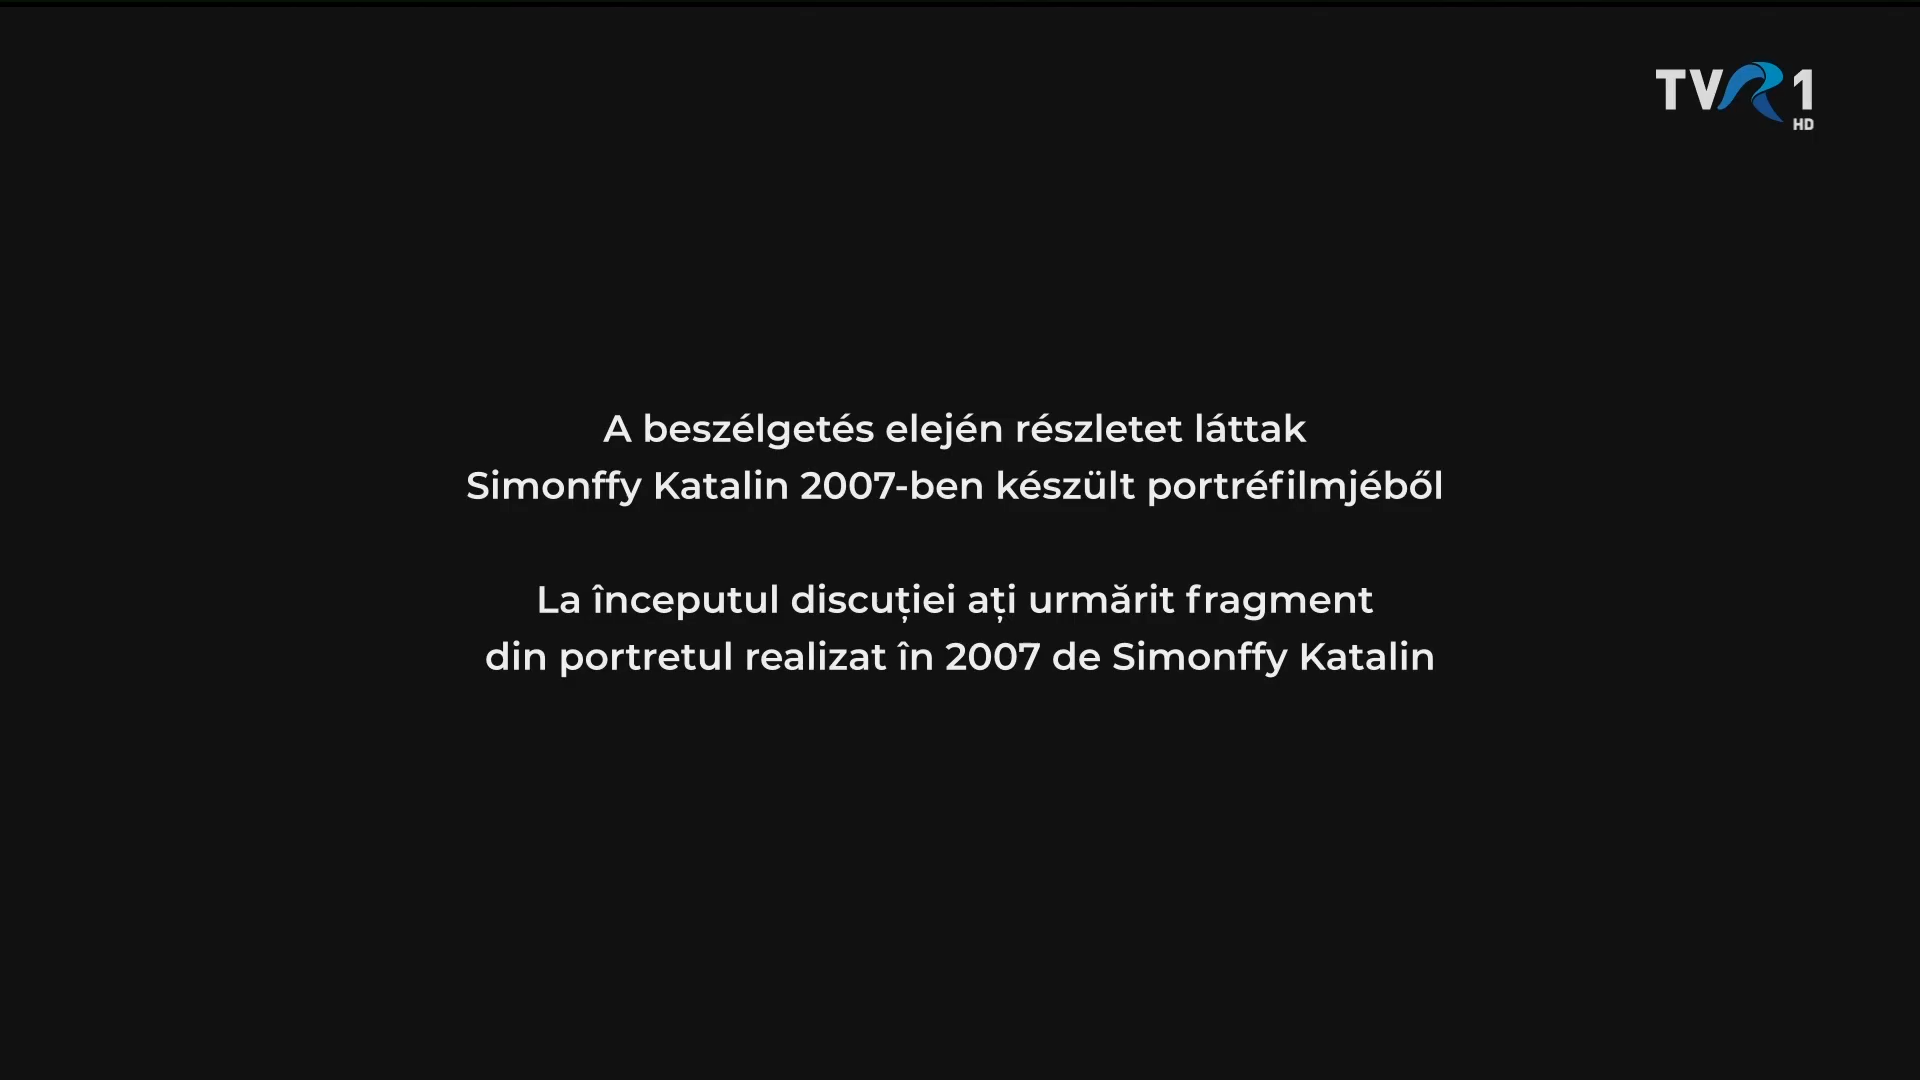 TVR1
HD
A beszélgetés elején részletet láttak
Simonffy Katalin 2007-ben készült portréfilmjéből
La începutul discuției ați urmărit fragment
din portretul realizat în 2007 de Simonffy Katalin